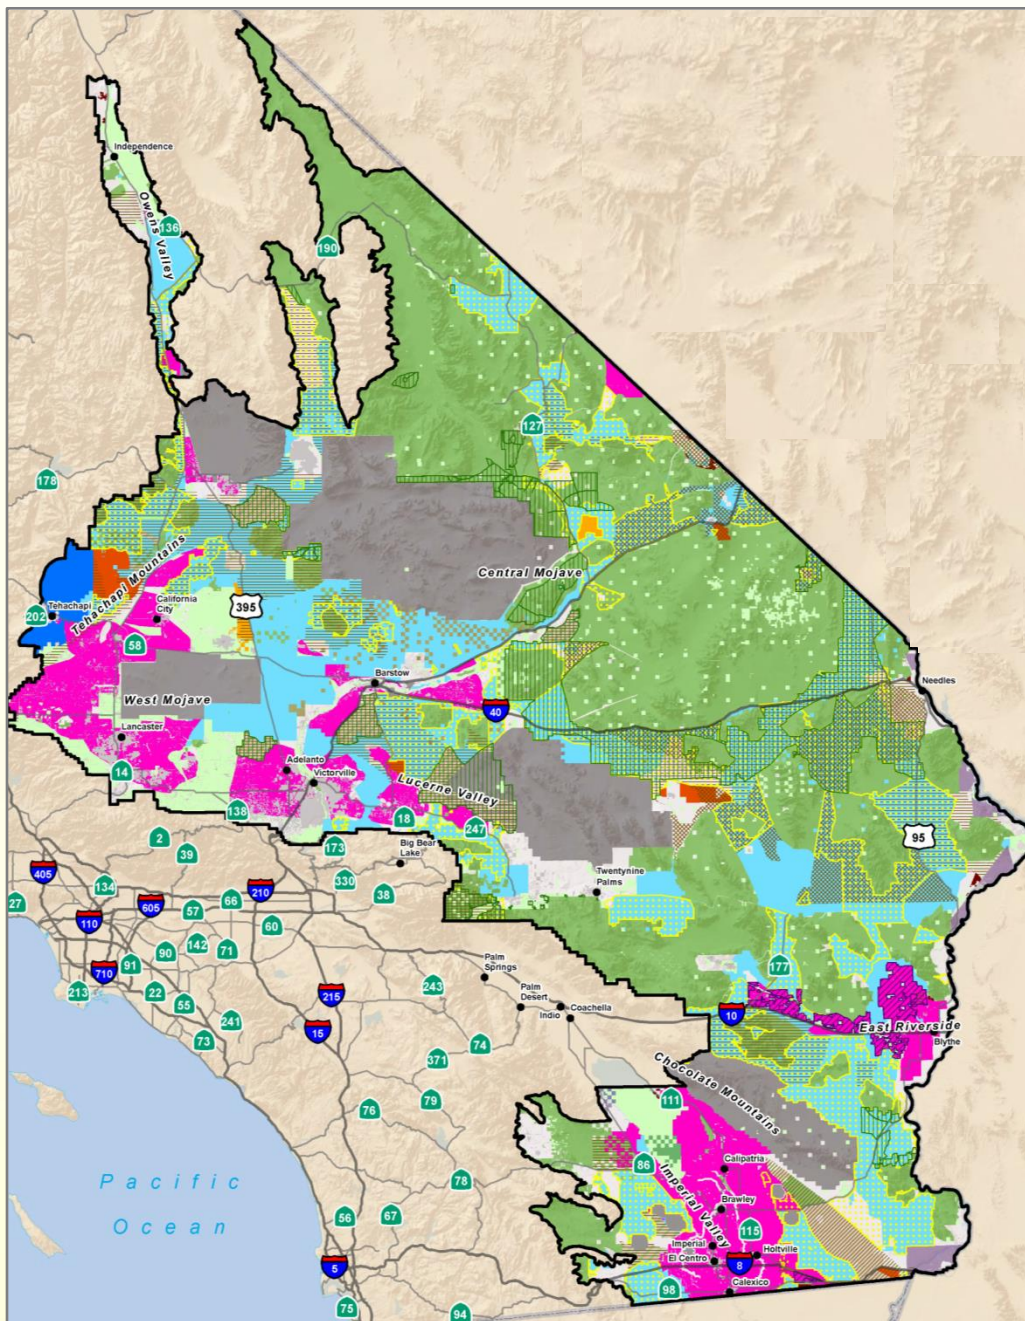 Independence
Owens Valley
136
190
127
178
Tehachapi Mountains
Central Mojave
Tehachapi
202
California
City
395
58
Barstow
Needles
West Mojave
40
Lancaster
14
Adelanto
Victorville
Lucerne Valley
138
18
247
95
2
39
173
Big Bear
Lake
405
134
210
330
38
Twentynine
Palms
27
605
57
66
110
60
142
71
90
91
177
710
Palm
Springs
213
22
55
215
243
Palm
Desert
Coachella
Indio
10
241
73
15
East Riverside
Blythe
74
371
Chocolate Mountains
79
76
111
86
Calipatria
Pacific
Ocean
78
Imperial Valley
Brawley
56
67
115
Imperial
El Centro
Holtville
5
8
98
Calexico
75
94